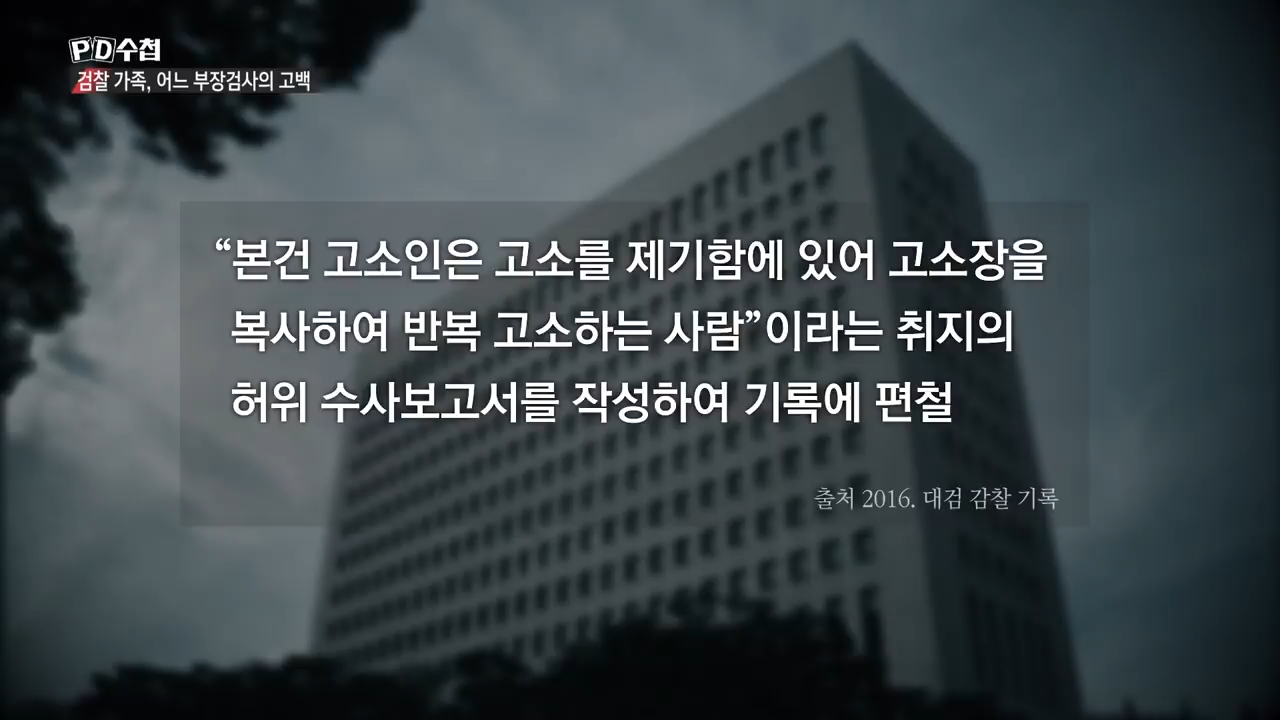 PD수첩
검찰 가족, 어느 부장검사의 고백
“본건 고소인은 고소를 제기함에 있어 고소장을
복사하여 반복 고소하는 사람”이라는 취지의
허위 수사보고서를 작성하여 기록에 편철
출처 2016. 대검 감찰 기록